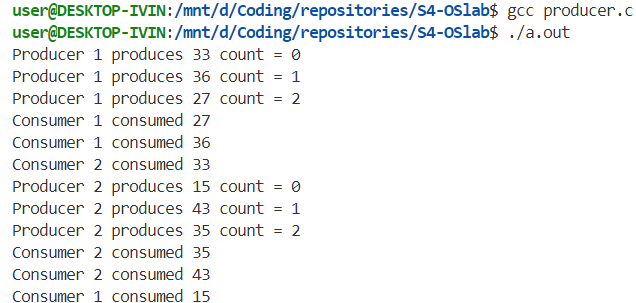 user@DESKTOP-IVIN:/mnt/d/Coding/repositories/S4-OSlab$ gcc producer.c
user@DESKTOP-IVIN:/mnt/d/Coding/repositories/S4-OSlab$ ./a.out
Producer 1 produces 33 count = 0
Producer 1 produces 36 count = 1
Producer 1 produces 27 count = 2
Consumer 1 consumed 27
Consumer 1 consumed 36
Consumer 2 consumed 33
Producer 2 produces 15 count = 0
Producer 2 produces 43 count = 1
Producer 2 produces 35 count = 2
Consumer 2 consumed 35
Consumer 2 consumed 43
Consumer 1 consumed 15